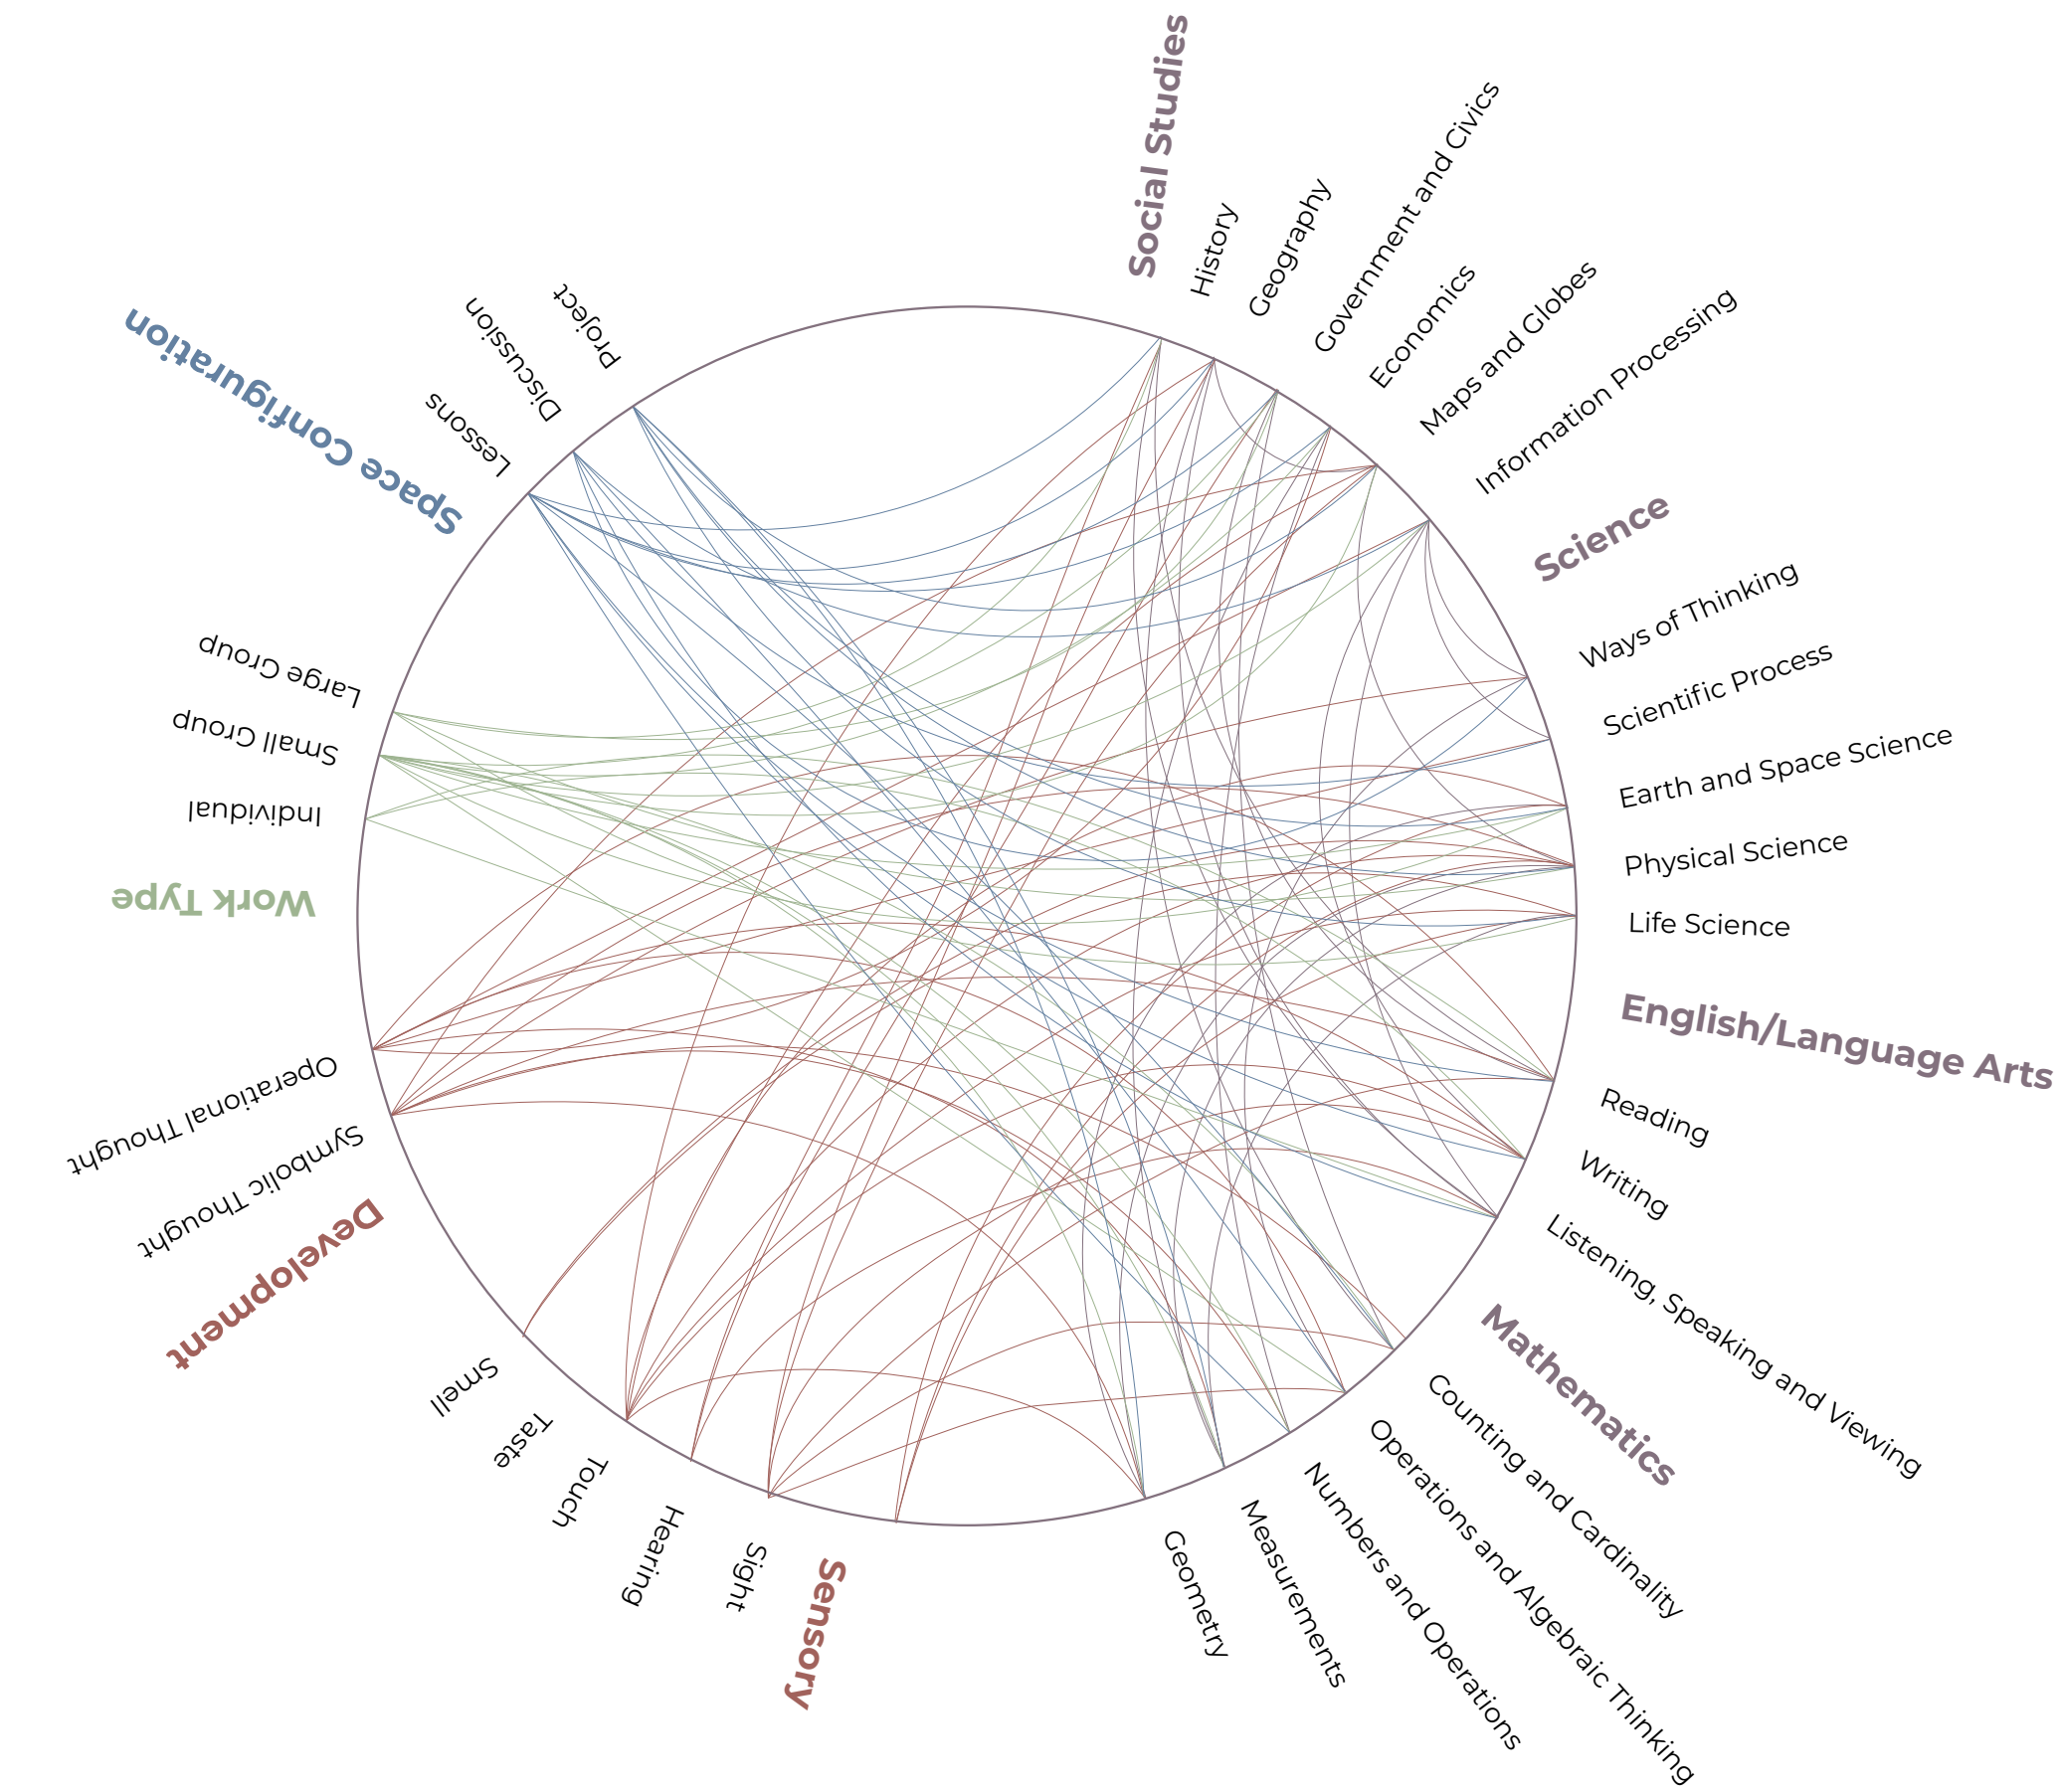 Social Studies
History
Geography
Government and Civics
Economics
Maps and Globes
Information Processing
Science
Ways of Thinking
Scientific Process
Earth and Space Science
Physical Science
Life Science
English/Language Arts
Reading
Writing
Listening, Speaking and Viewing
Mathematics
Counting and Cardinality
Operations and Algebraic Thinking
Numbers and Operations
Measurements
Geometry
Sensory
Sight
Hearing
Touch
Taste
Smell
Development
Symbolic Thought
Operational Thought
Work Type
Individual
Small Group
Large Group
Space Configuration
Lessons
Discussion
Project